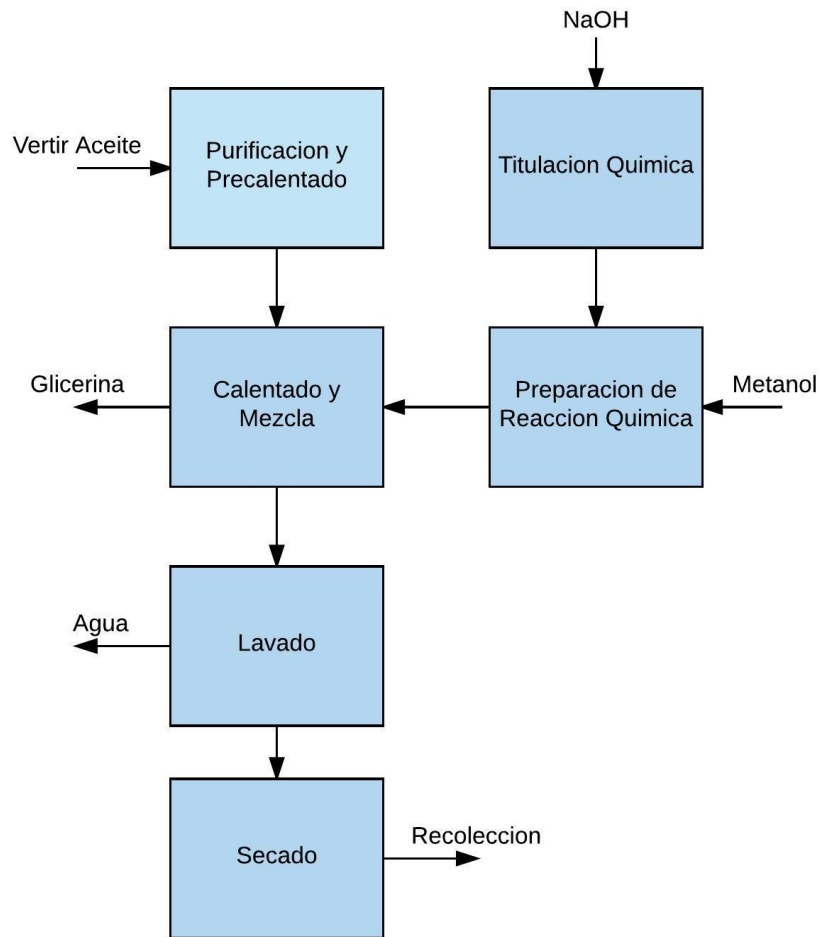 NaOH
Vertir Aceite
Purificacion y
Precalentado
Titulacion Quimica
Glicerina
Calentado y
Mezcla
Preparacion de
Reaccion Quimica
Metanol
Agua
Lavado
Secado
Recoleccion